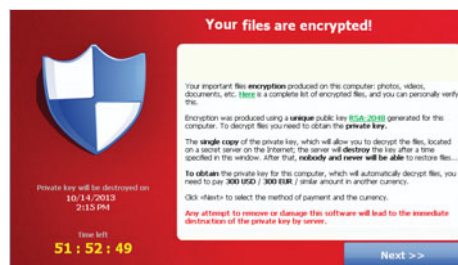 Your files are encrypted!
Your important files encryption produced on this computer: photos, videos,
documents, etc. Here is a complete list of encrypted files, and you can personally verify
this.
Encryption was produced using a unique public key RSA-2048 generated for this
computer. To decrypt files you need to obtain the private key.
The single copy of the private key, which will allow you to decrypt the files, located
on a secret server on the Internet; the server will destroy the key after a time
specified in this window. After that, nobody and never will be able to restore files...
To obtain the private key for this computer, which will automatically decrypt files, you
need to pay 300 USD / 300 EUR / similar amount in another currency.
Click «Next» to select the method of payment and the currency.
Any attempt to remove or damage this software will lead to the immediate
destruction of the private key by server.
Private key will be destroyed on
10/14/2013
2:15 PM
Time left
51 : 52 : 49
Next >>